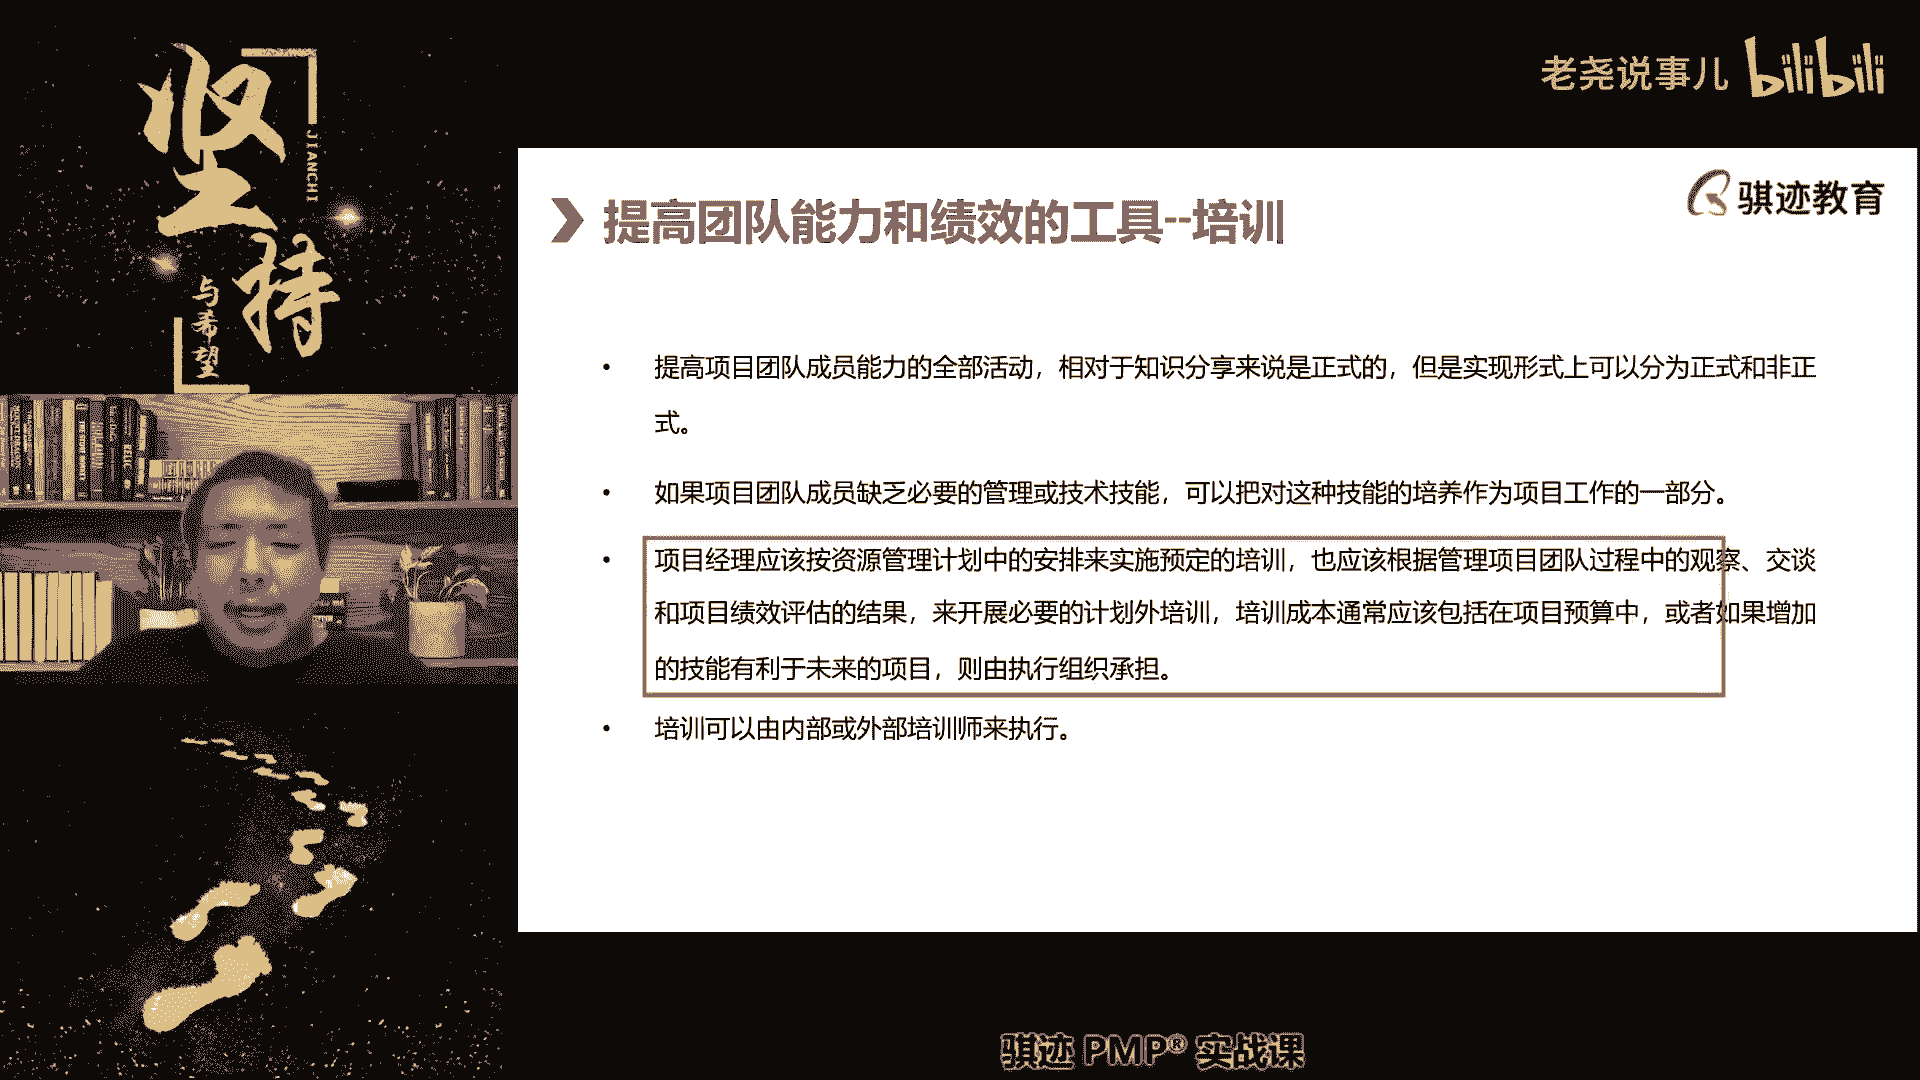 坚持
JIANCHI
与希望
老尧说事儿 bilibili
骐迹教育
提高团队能力和绩效的工具--培训
• 提高项目团队成员能力的全部活动，相对于知识分享来说是正式的，但是实现形式上可以分为正式和非正
式。
• 如果项目团队成员缺乏必要的管理或技术技能，可以把对这种技能的培养作为项目工作的一部分。
• 项目经理应该按资源管理计划中的安排来实施预定的培训，也应该根据管理项目团队过程中的观察、交谈
和项目绩效评估的结果，来开展必要的计划外培训，培训成本通常应该包括在项目预算中，或者如果增加
的技能有利于未来的项目，则由执行组织承担。
• 培训可以由内部或外部培训师来执行。
骐迹 PMP® 实战课